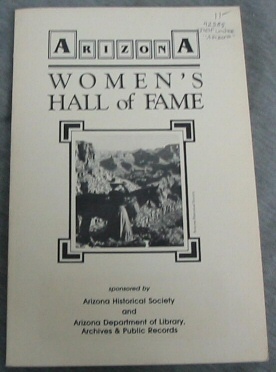 ARIZONA
WOMEN'S
HALL of FAME
sponsored by
Arizona Historical Society
and
Arizona Department of Library,
Archives & Public Records